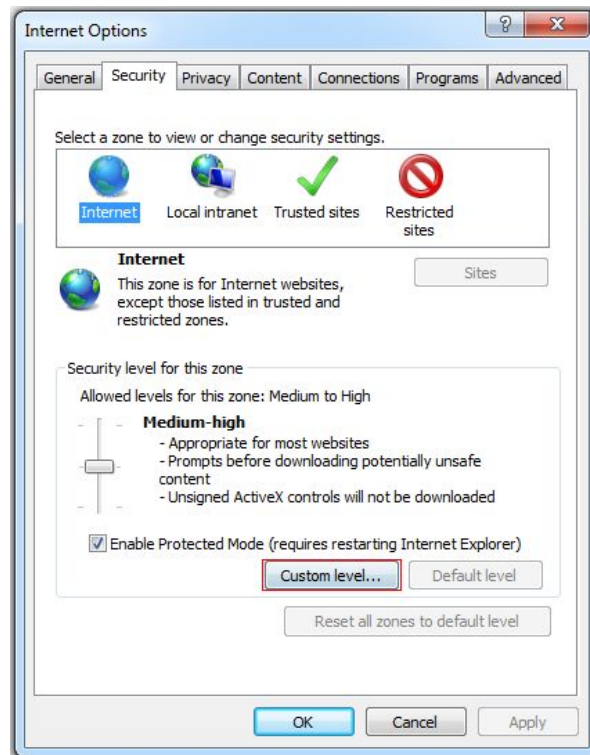 Internet Options
General Security Privacy Content Connections Programs Advanced
Select a zone to view or change security settings.
Internet Local intranet Trusted sites Restricted
sites
Internet
Sites
This zone is for Internet websites,
except those listed in trusted and
restricted zones.
Security level for this zone
Allowed levels for this zone: Medium to High
Medium-high
- Appropriate for most websites
- Prompts before downloading potentially unsafe
content
- Unsigned ActiveX controls will not be downloaded
Enable Protected Mode (requires restarting Internet Explorer)
Custom level... Default level
Reset all zones to default level
OK Cancel Apply